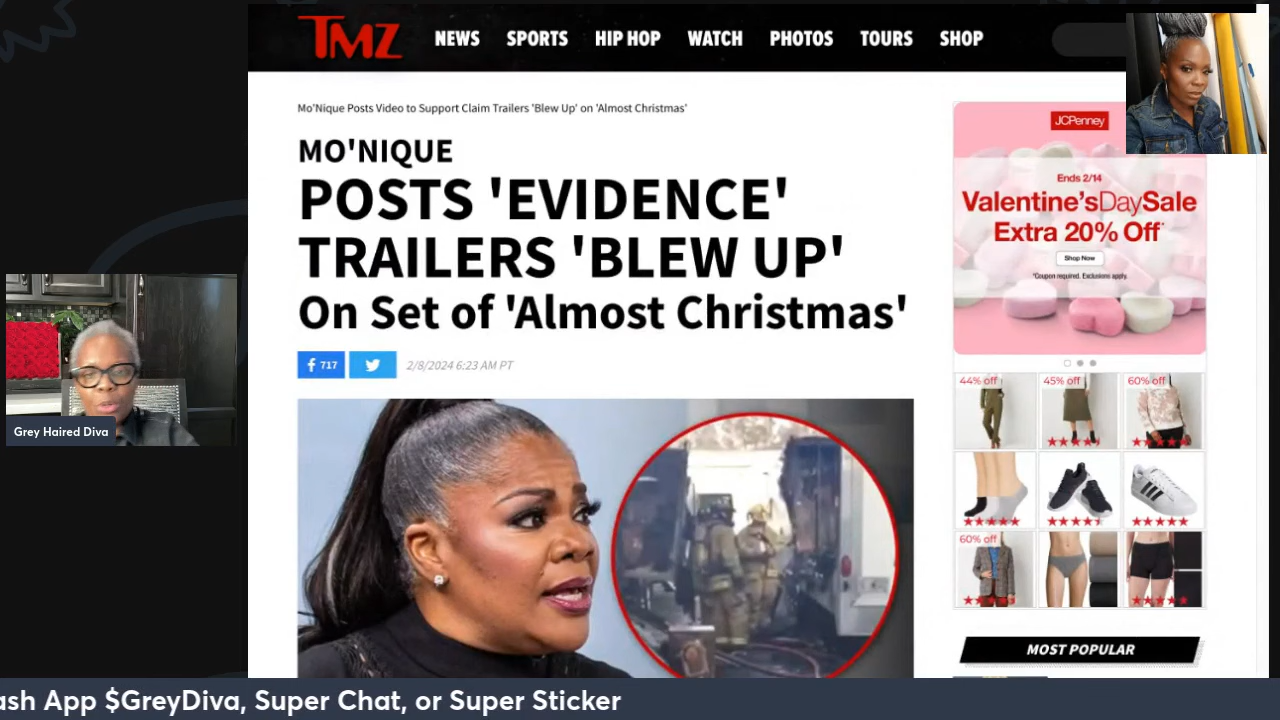 TMZ NEWS SPORTS HIP HOP WATCH PHOTOS TOURS SHOP
Mo'Nique Posts Video to Support Claim Trailers 'Blew Up' on 'Almost Christmas'
MO'NIQUE
POSTS 'EVIDENCE'
TRAILERS 'BLEW UP'
On Set of 'Almost Christmas'
f 717
2/8/2024 6:23 AM PT
JCPenney
Ends 2/14
Valentine'sDaySale
Extra 20% Off*
Shop Now
*Coupon required. Exclusions apply.
44% off
45% off
60% off
60% off
MOST POPULAR
Grey Haired Diva
ash App $GreyDiva, Super Chat, or Super Sticker